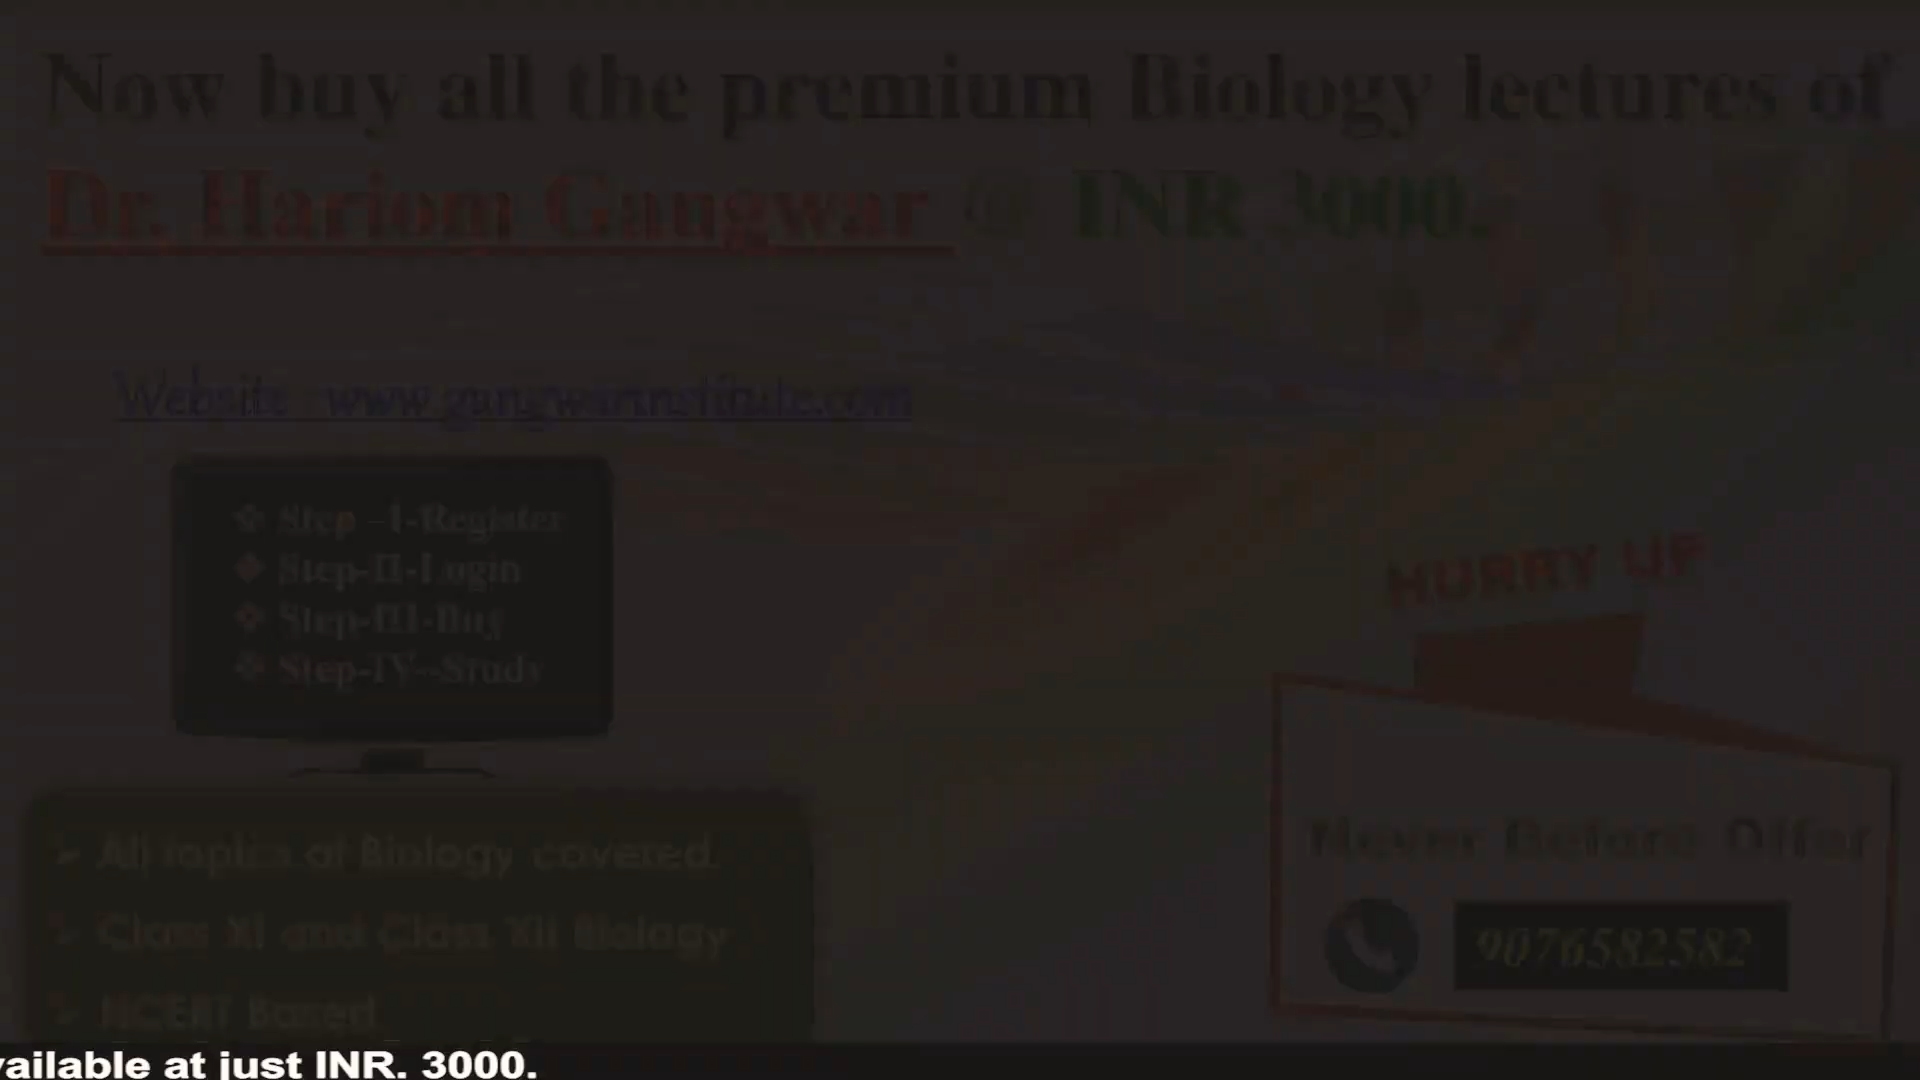 Now buy all the premium Biology lectures of
Dr. Hariom Gangwar @ INR 3000.
Website : www.gangwarinstitute.com
Step –I-Register
Step-II-Login
Step-III-Buy
Step-IV--Study
HURRY UP
All topics of Biology covered.
Class XI and Class XII Biology
NCERT Based
Never Before Offer
9076582582
vailable at just INR. 3000.